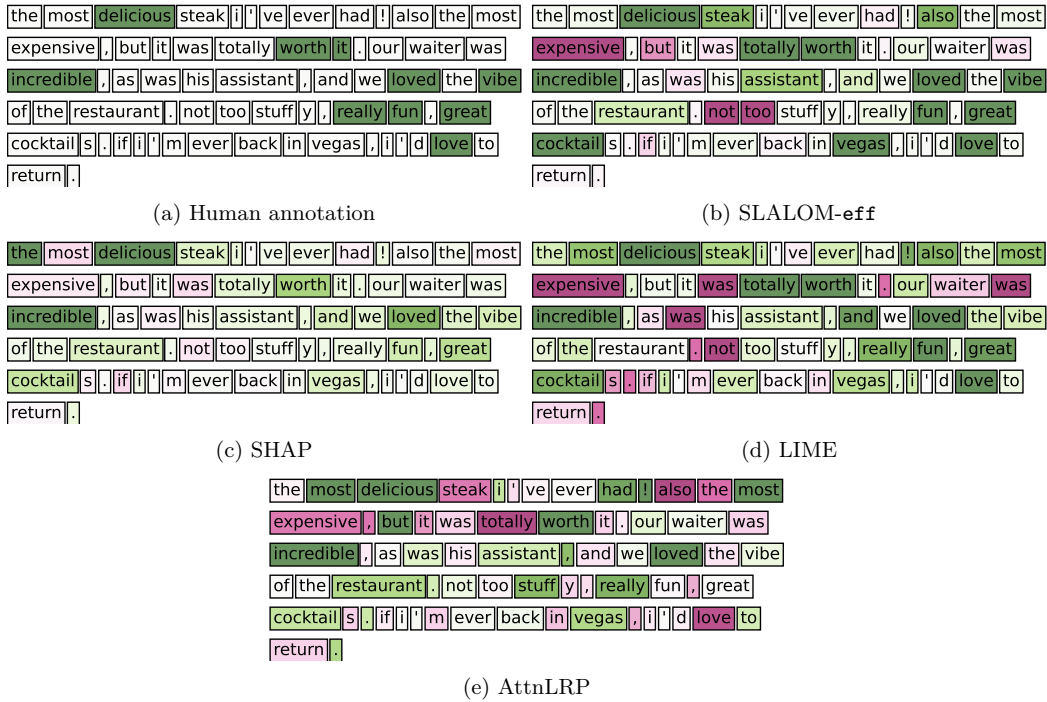 the most delicious steak i ' ve ever had ! also the most
expensive , but it was totally worth it . our waiter was
incredible , as was his assistant , and we loved the vibe
of the restaurant . not too stuff y , really fun , great
cocktail s . if i ' m ever back in vegas , i ' d love to
return .
(a) Human annotation
the most delicious steak i ' ve ever had ! also the most
expensive , but it was totally worth it . our waiter was
incredible , as was his assistant , and we loved the vibe
of the restaurant . not too stuff y , really fun , great
cocktail s . if i ' m ever back in vegas , i ' d love to
return .
(b) SLALOM-eff
the most delicious steak i ' ve ever had ! also the most
expensive , but it was totally worth it . our waiter was
incredible , as was his assistant , and we loved the vibe
of the restaurant . not too stuff y , really fun , great
cocktail s . if i ' m ever back in vegas , i ' d love to
return .
(c) SHAP
the most delicious steak i ' ve ever had ! also the most
expensive , but it was totally worth it . our waiter was
incredible , as was his assistant , and we loved the vibe
of the restaurant . not too stuff y , really fun , great
cocktail s . if i ' m ever back in vegas , i ' d love to
return .
(d) LIME
the most delicious steak i ' ve ever had ! also the most
expensive , but it was totally worth it . our waiter was
incredible , as was his assistant , and we loved the vibe
of the restaurant . not too stuff y , really fun , great
cocktail s . if i ' m ever back in vegas , i ' d love to
return .
(e) AttnLRP